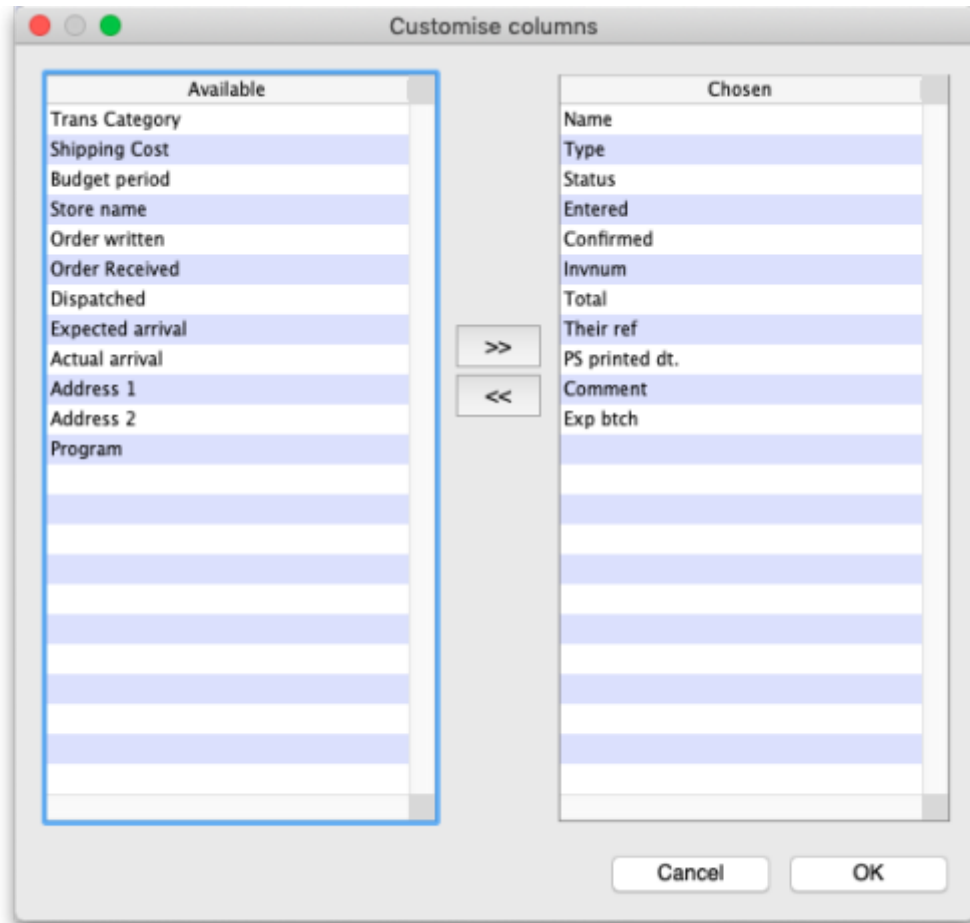 Customise columns
Available
Trans Category
Shipping Cost
Budget period
Store name
Order written
Order Received
Dispatched
Expected arrival
Actual arrival
Address 1
Address 2
Program
>>
<<
Chosen
Name
Type
Status
Entered
Confirmed
Invnum
Total
Their ref
PS printed dt.
Comment
Exp btch
Cancel
OK